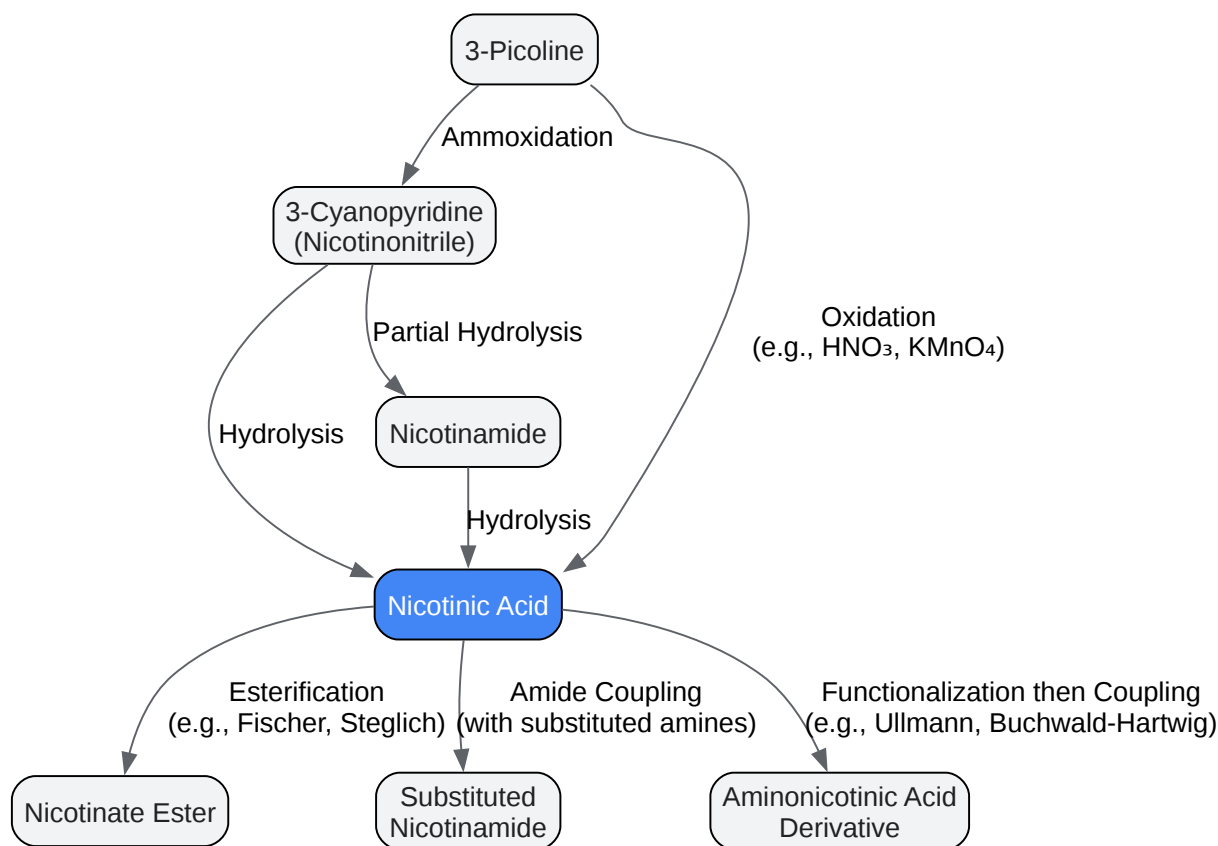 3-Picoline
Ammoxidation
3-Cyanopyridine
(Nicotinonitrile)
Oxidation
(e.g., HNO₃, KMnO₄)
Partial Hydrolysis
Hydrolysis
Nicotinamide
Hydrolysis
Nicotinic Acid
Esterification
(e.g., Fischer, Steglich)
Amide Coupling
(with substituted amines)
Functionalization then Coupling
(e.g., Ullmann, Buchwald-Hartwig)
Nicotinate Ester
Substituted
Nicotinamide
Aminonicotinic Acid
Derivative